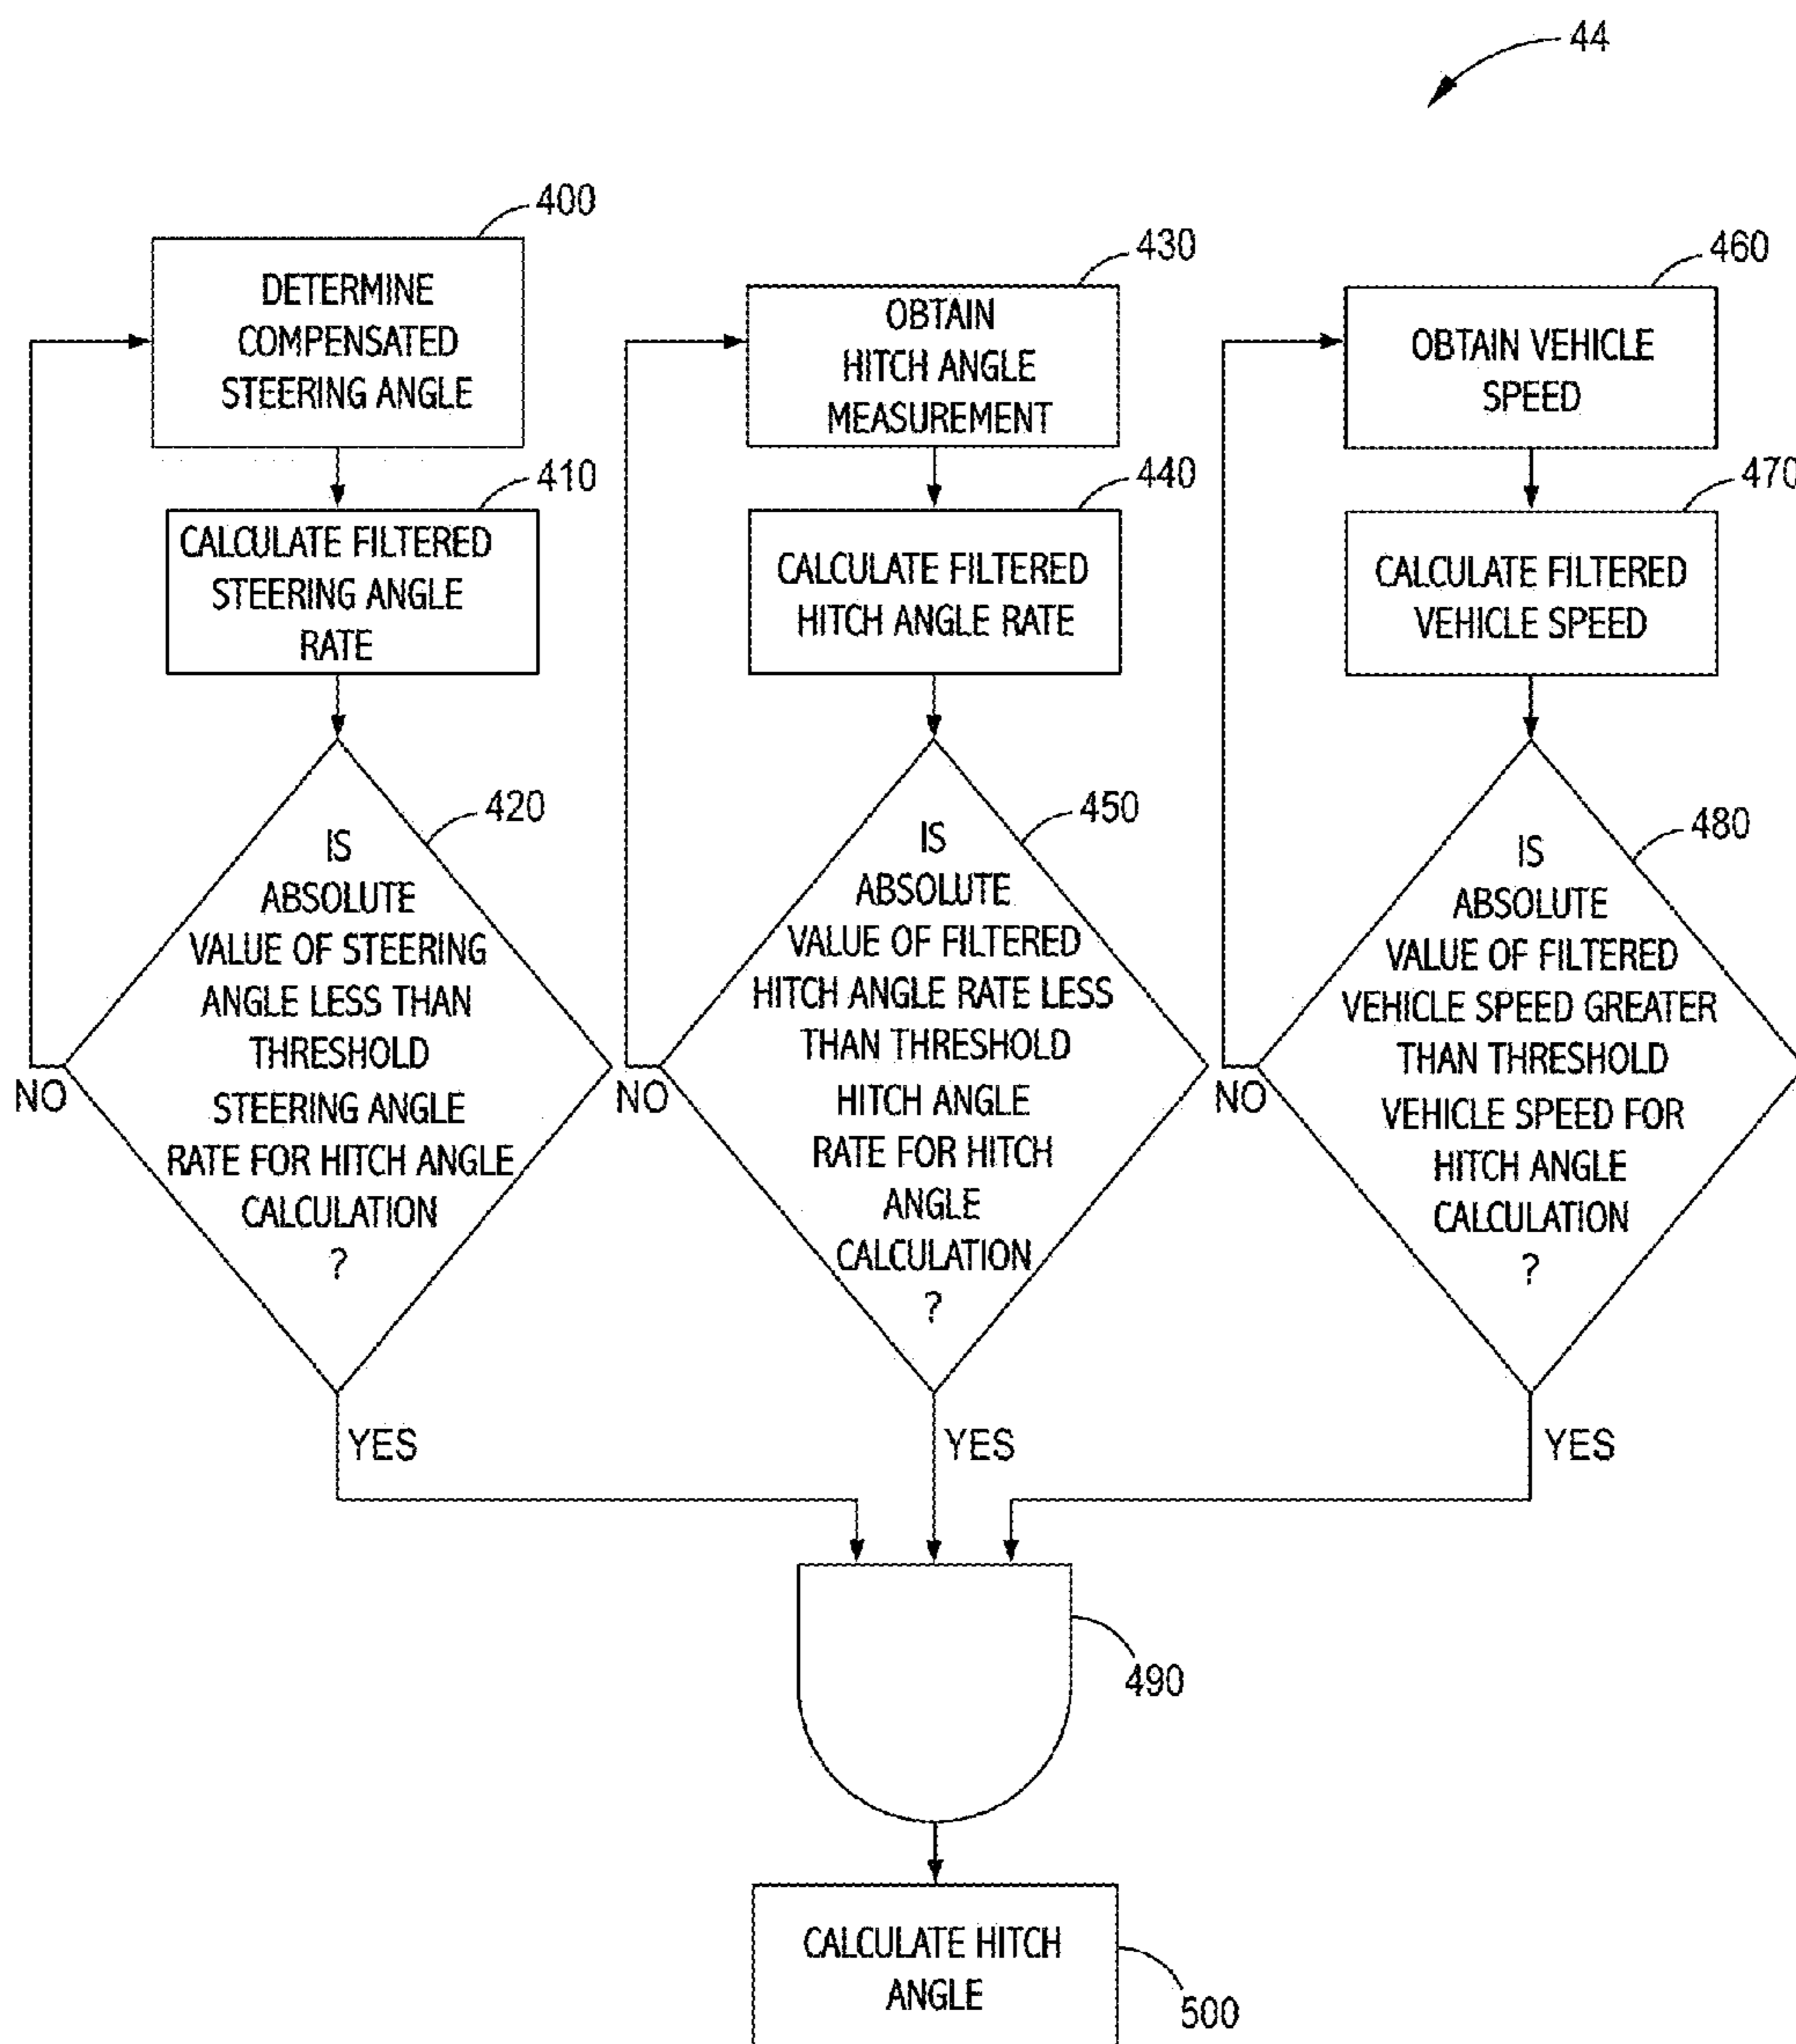 44
400
DETERMINE
COMPENSATED
STEERING ANGLE
410
CALCULATE FILTERED
STEERING ANGLE
RATE
420
IS
ABSOLUTE
VALUE OF STEERING
ANGLE LESS THAN
THRESHOLD
STEERING ANGLE
RATE FOR HITCH ANGLE
CALCULATION
?
NO
YES
430
OBTAIN
HITCH ANGLE
MEASUREMENT
440
CALCULATE FILTERED
HITCH ANGLE RATE
450
IS
ABSOLUTE
VALUE OF FILTERED
HITCH ANGLE RATE LESS
THAN THRESHOLD
HITCH ANGLE
RATE FOR HITCH
ANGLE
CALCULATION
?
NO
YES
460
OBTAIN VEHICLE
SPEED
470
CALCULATE FILTERED
VEHICLE SPEED
480
IS
ABSOLUTE
VALUE OF FILTERED
VEHICLE SPEED GREATER
THAN THRESHOLD
VEHICLE SPEED FOR
HITCH ANGLE
CALCULATION
?
NO
YES
490
CALCULATE HITCH
ANGLE
500